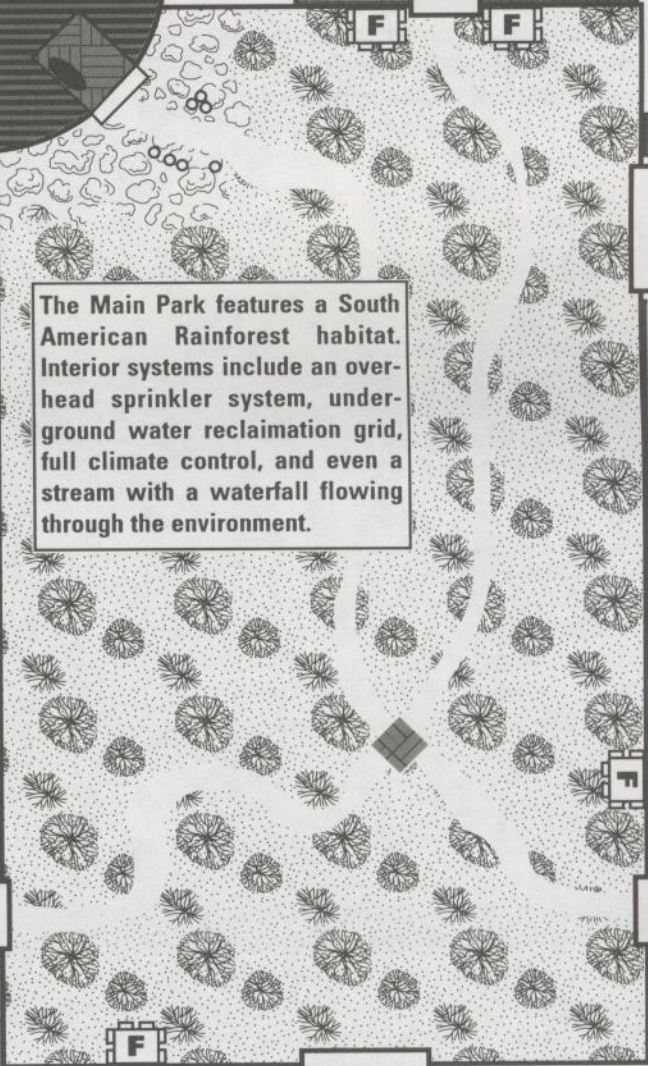 F
F
The Main Park features a South
American Rainforest habitat.
Interior systems include an over-
head sprinkler system, under-
ground water reclaimation grid,
full climate control, and even a
stream with a waterfall flowing
through the environment.
F
F